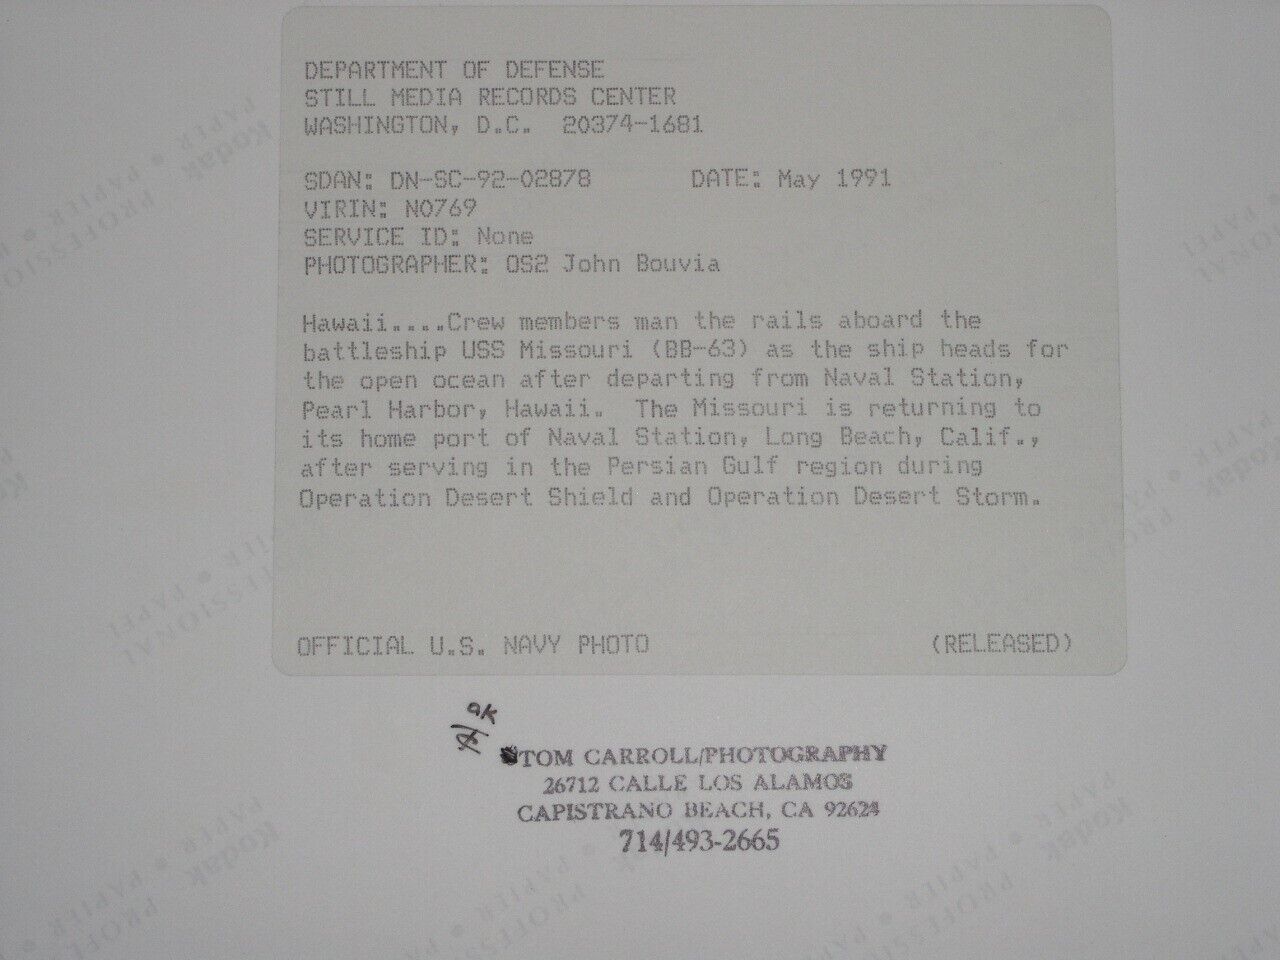 DEPARTMENT OF DEFENSE
STILL MEDIA RECORDS CENTER
WASHINGTON, D.C. 20374-1681
SDAN: DN-SC-92-02878 DATE: May 1991
VIRIN: N0769
SERVICE ID: None
PHOTOGRAPHER: OS2 John Bouvia
Hawaii....Crew members man the rails aboard the
battleship USS Missouri (BB-63) as the ship heads for
the open ocean after departing from Naval Station,
Pearl Harbor, Hawaii. The Missouri is returning to
its home port of Naval Station, Long Beach, Calif.,
after serving in the Persian Gulf region during
Operation Desert Shield and Operation Desert Storm.
OFFICIAL U.S. NAVY PHOTO (RELEASED)
TOM CARROLL/PHOTOGRAPHY
26712 CALLE LOS ALAMOS
CAPISTRANO BEACH, CA 92624
714/493-2665
Kodak
PROFESSIONAL
PAPER
PAPIER